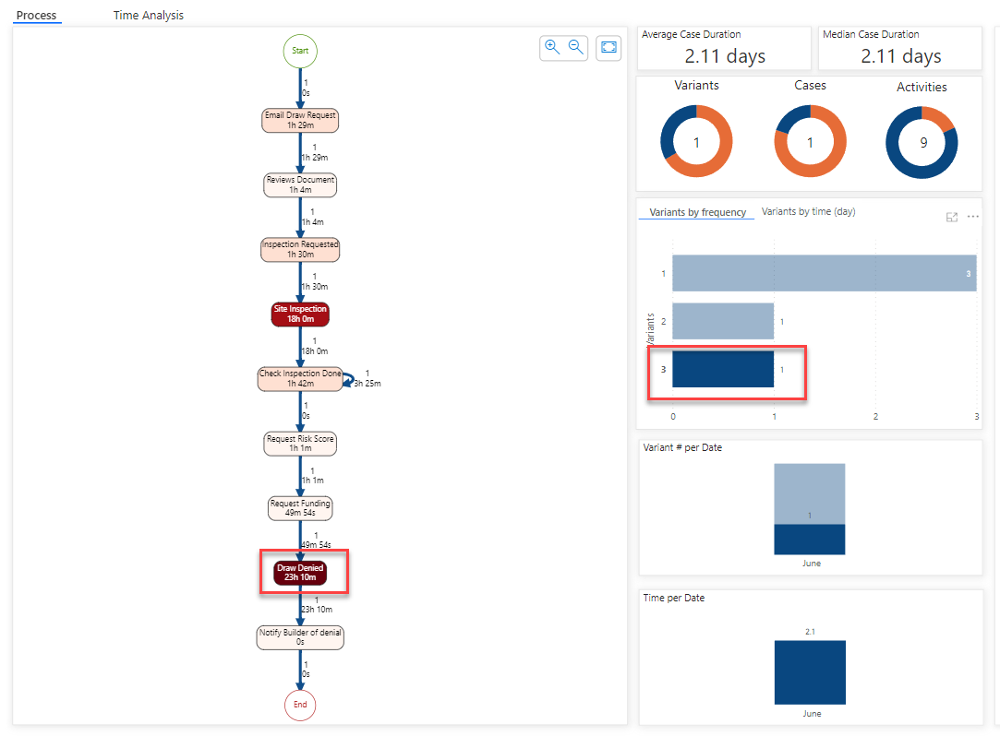 Process
Time Analysis
Start
1
0s
Email Draw Request
1h 29m
1
1h 29m
Reviews Document
1h 4m
1
1h 4m
Inspection Requested
1h 30m
1
1h 30m
Site Inspection
18h 0m
1
18h 0m
Check Inspection Done
1h 42m
1
3h 25m
1
0s
Request Risk Score
1h 1m
1
1h 1m
Request Funding
49m 54s
1
49m 54s
Draw Denied
23h 10m
1
23h 10m
Notify Builder of denial
0s
1
0s
End
Average Case Duration
2.11 days
Median Case Duration
2.11 days
Variants
1
Cases
1
Activities
9
Variants by frequency
Variants by time (day)
Variants
1
3
2
1
3
1
0
1
2
3
Variant # per Date
1
June
Time per Date
2.1
June